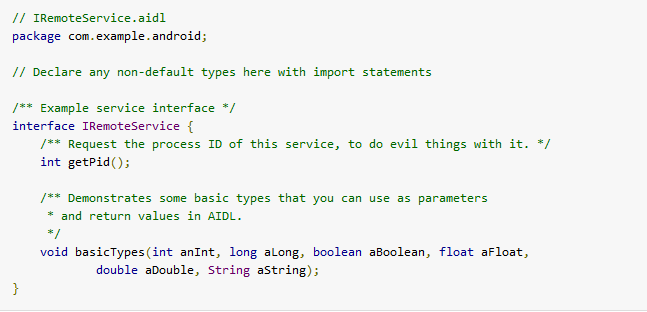 // IRemoteService.aidl
package com.example.android;
// Declare any non-default types here with import statements
/** Example service interface */
interface IRemoteService {
/** Request the process ID of this service, to do evil things with it. */
int getPid();
/** Demonstrates some basic types that you can use as parameters
* and return values in AIDL.
*/
void basicTypes(int anInt, long aLong, boolean aBoolean, float aFloat,
double aDouble, String aString);
}